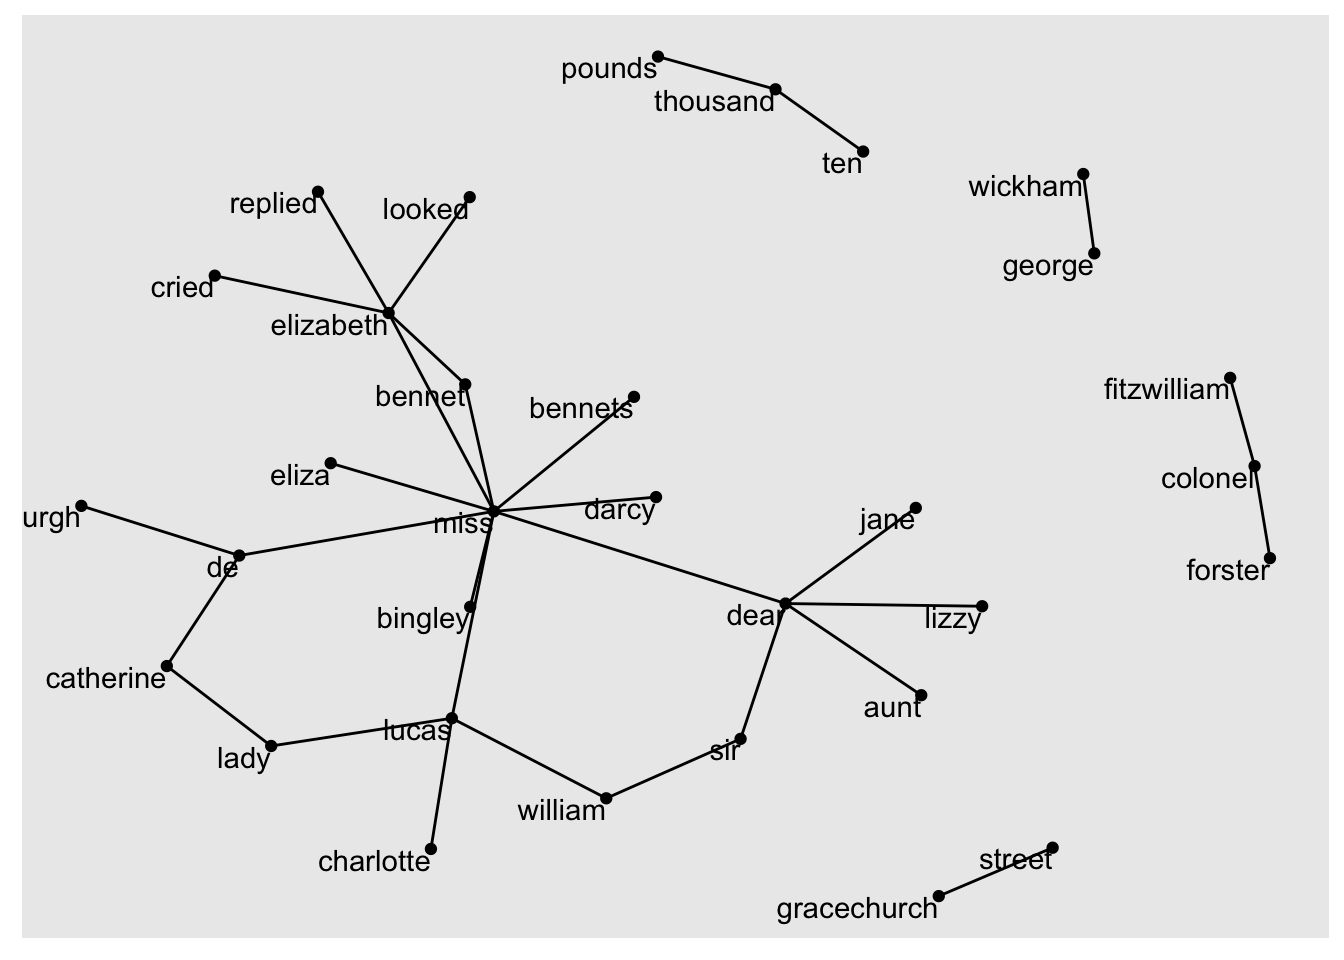 pounds
thousand
ten
wickham
replied
looked
george
cried
elizabeth
fitzwilliam
bennet
bennets
eliza
colonel
darcy
urgh
jane
miss
de
forster
dear
lizzy
bingley
catherine
aunt
lucas
sir
lady
william
street
charlotte
gracechurch